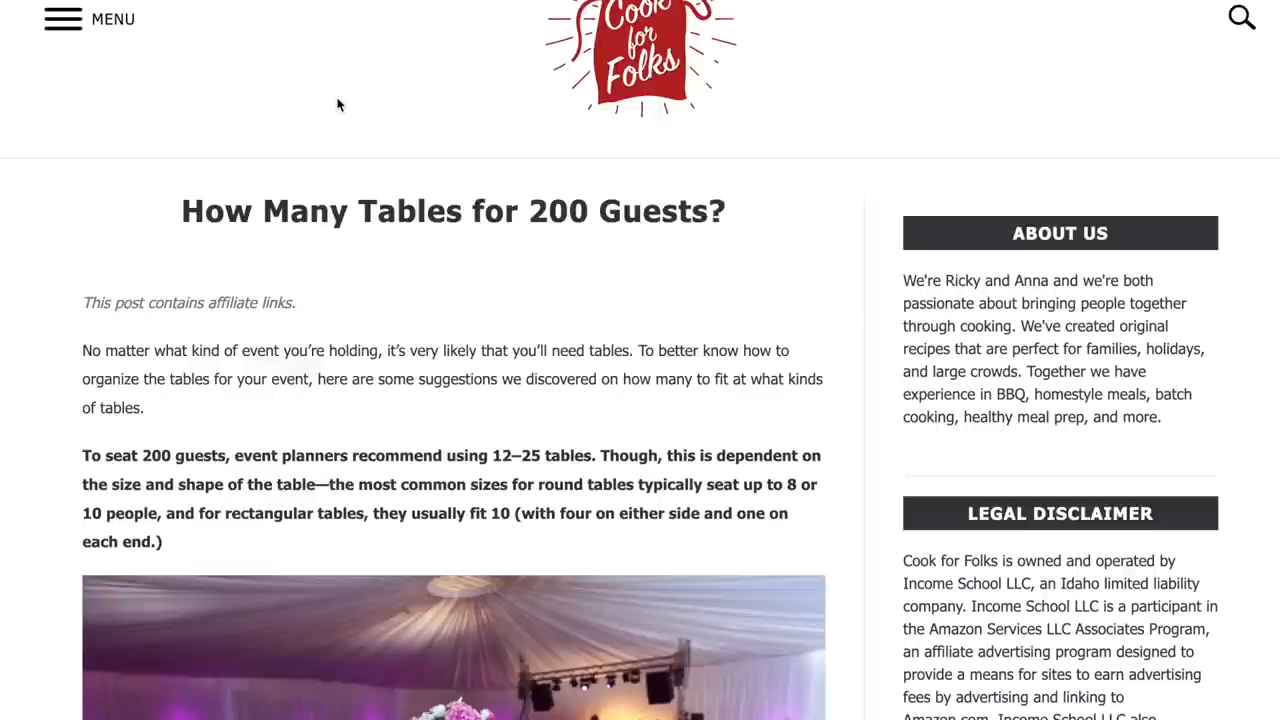 MENU
Cook
for
Folks
How Many Tables for 200 Guests?
This post contains affiliate links.
No matter what kind of event you’re holding, it’s very likely that you’ll need tables. To better know how to
organize the tables for your event, here are some suggestions we discovered on how many to fit at what kinds
of tables.
To seat 200 guests, event planners recommend using 12–25 tables. Though, this is dependent on
the size and shape of the table—the most common sizes for round tables typically seat up to 8 or
10 people, and for rectangular tables, they usually fit 10 (with four on either side and one on
each end.)
ABOUT US
We're Ricky and Anna and we're both
passionate about bringing people together
through cooking. We've created original
recipes that are perfect for families, holidays,
and large crowds. Together we have
experience in BBQ, homestyle meals, batch
cooking, healthy meal prep, and more.
LEGAL DISCLAIMER
Cook for Folks is owned and operated by
Income School LLC, an Idaho limited liability
company. Income School LLC is a participant in
the Amazon Services LLC Associates Program,
an affiliate advertising program designed to
provide a means for sites to earn advertising
fees by advertising and linking to
Amazon.com. Income School LLC also